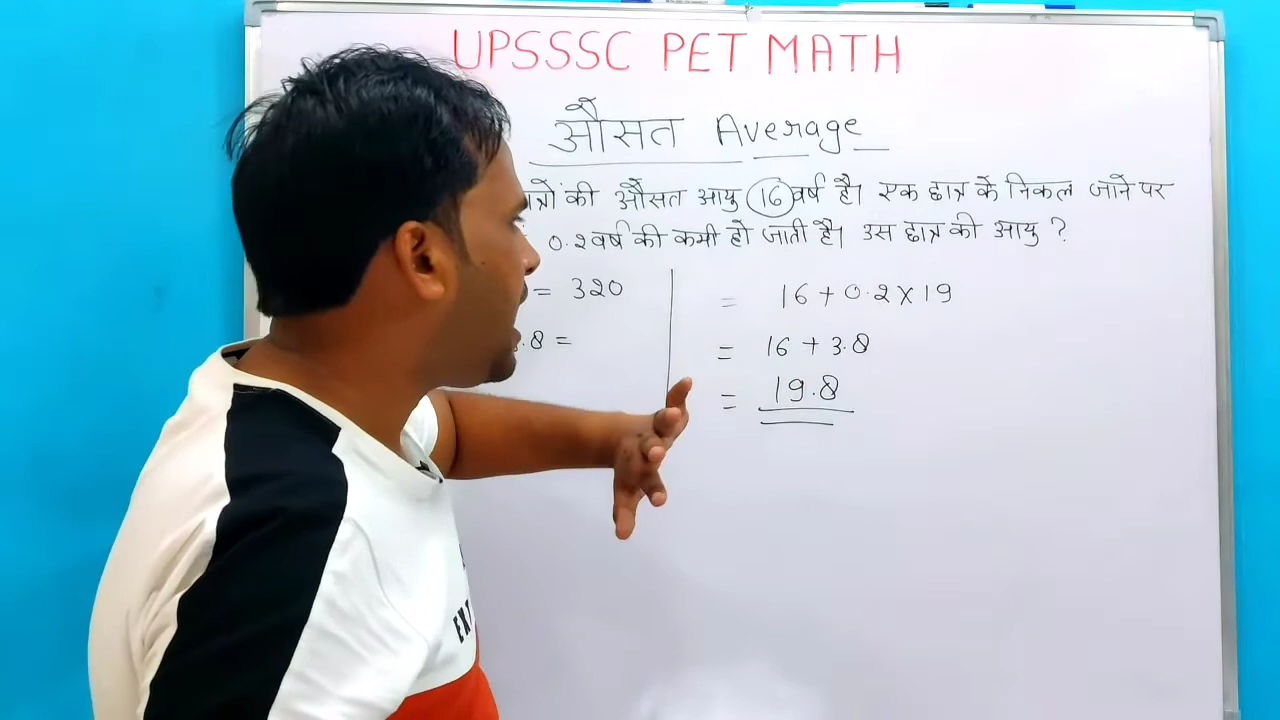 UPSSSC PET MATH
औसत Average
की औसत आयु 16 वर्ष है। एक छात्र के निकल जाने पर
0.2 वर्ष की कमी हो जाती है। उस छात्र की आयु ?
= 320
.8 =
= 16 + 0.2 X 19
= 16 + 3.8
= 19.8